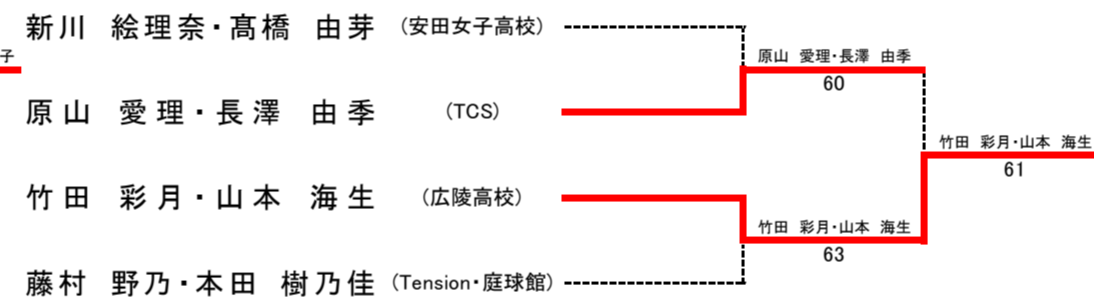 新川 絵理奈・髙橋 由芽 (安田女子高校)
子
原山 愛理・長澤 由季
60
原山 愛理・長澤 由季 (TCS)
竹田 彩月・山本 海生
61
竹田 彩月・山本 海生 (広陵高校)
竹田 彩月・山本 海生
63
藤村 野乃・本田 樹乃佳 (Tension・庭球館)